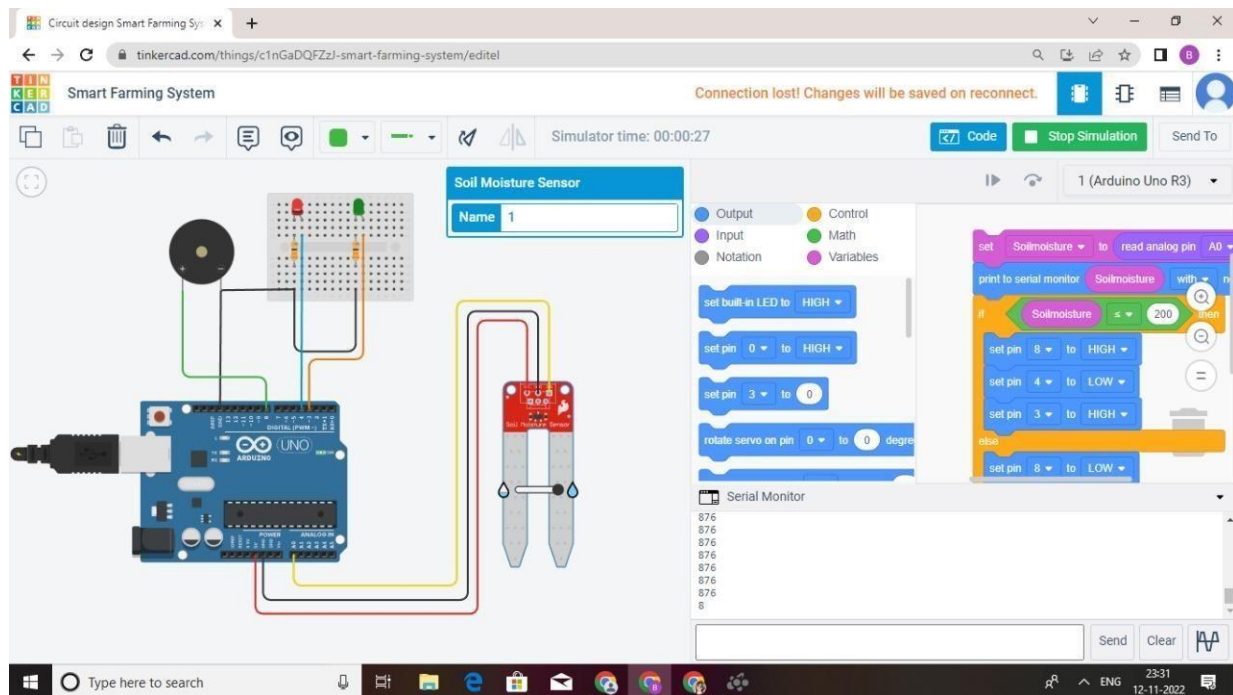 Circuit design Smart Farming Sys
tinkercad.com/things/c1nGaDQFZzJ-smart-farming-system/editel
B
TIN
KER
CAD
Smart Farming System
Connection lost! Changes will be saved on reconnect.
Simulator time: 00:00:27
Code
Stop Simulation
Send To
1 (Arduino Uno R3)
Soil Moisture Sensor
Name 1
Output
Control
Input
Math
Notation
Variables
set built-in LED to HIGH
set pin 0 to HIGH
set pin 3 to 0
rotate servo on pin 0 to 0 degre
set Soilmoisture to read analog pin A0
print to serial monitor Soilmoisture with
if Soilmoisture ≤ 200 then
set pin 8 to HIGH
set pin 4 to LOW
set pin 3 to HIGH
else
set pin 8 to LOW
DIGITAL (PWM~)
UNO
ARDUINO
POWER
ANALOG IN
Soil Moisture Sensor
Serial Monitor
876
876
876
876
876
876
876
8
Send
Clear
Type here to search
ENG
23:31
12-11-2022